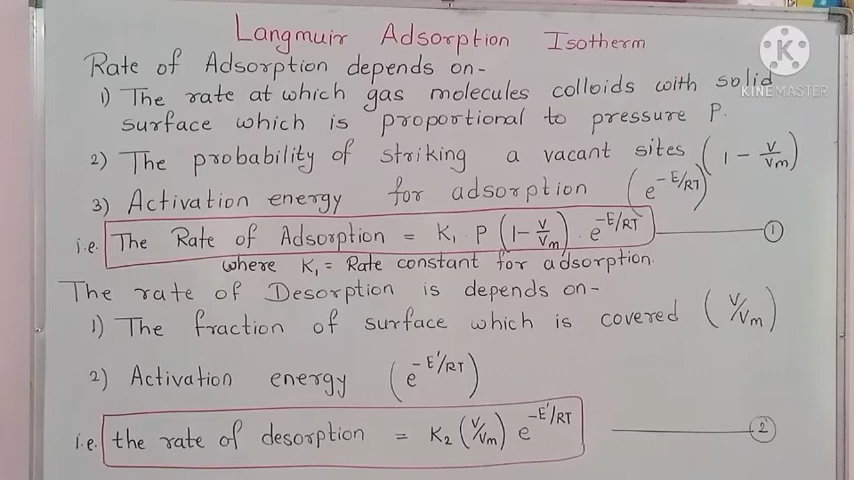 Langmuir Adsorption Isotherm
Rate of Adsorption depends on-
1) The rate at which gas molecules colloids with solid
surface which is proportional to pressure P.
2) The probability of striking a vacant sites (1 - V/Vm)
3) Activation energy for adsorption (e^-E/RT)
i.e. The Rate of Adsorption = K₁ P (1 - V/Vm) . e^-E/RT ——— ①
where K₁ = Rate constant for adsorption.
The rate of Desorption is depends on-
1) The fraction of surface which is covered (V/Vm)
2) Activation energy (e^-E'/RT)
i.e. the rate of desorption = K₂ (V/Vm) e^-E'/RT ——— ②
K
KINEMASTER